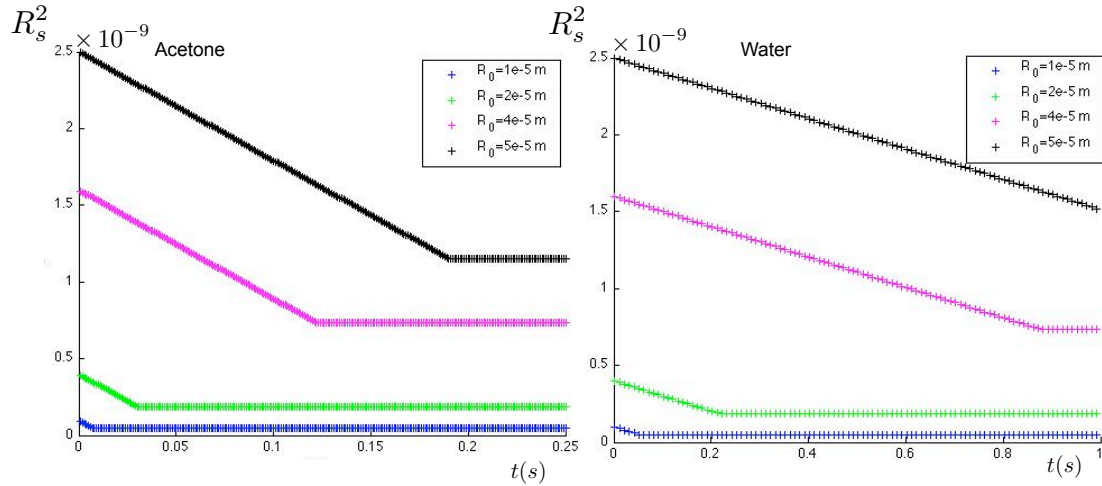 R_s^2
× 10^-9
Acetone
R_0=1e-5 m
R_0=2e-5 m
R_0=4e-5 m
R_0=5e-5 m
2.5
2
1.5
1
0.5
0
0
0.05
0.1
0.15
0.2
0.25
t(s)
R_s^2
× 10^-9
Water
R_0=1e-5 m
R_0=2e-5 m
R_0=4e-5 m
R_0=5e-5 m
2.5
2
1.5
1
0.5
0
0
0.2
0.4
0.6
0.8
1
t(s)